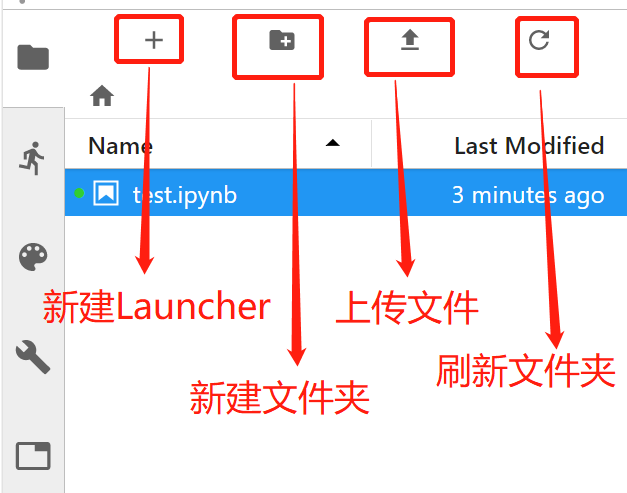 Name
Last Modified
test.ipynb
3 minutes ago
新建Launcher
上传文件
刷新文件夹
新建文件夹